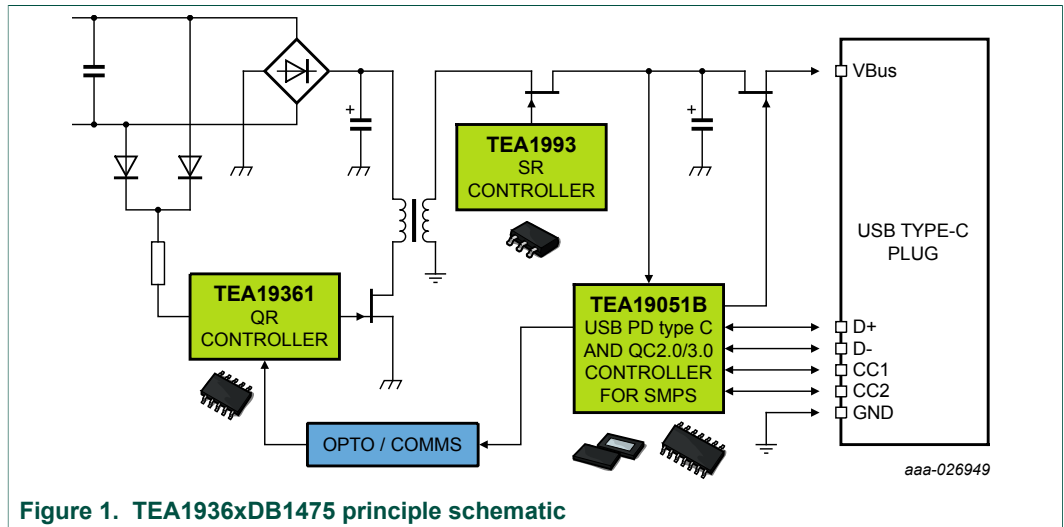 +
+
TEA1993
SR
CONTROLLER
VBus
USB TYPE-C
PLUG
TEA19361
QR
CONTROLLER
TEA19051B
USB PD type C
AND QC2.0/3.0
CONTROLLER
FOR SMPS
D+
D-
CC1
CC2
GND
OPTO / COMMS
aaa-026949
Figure 1. TEA1936xDB1475 principle schematic